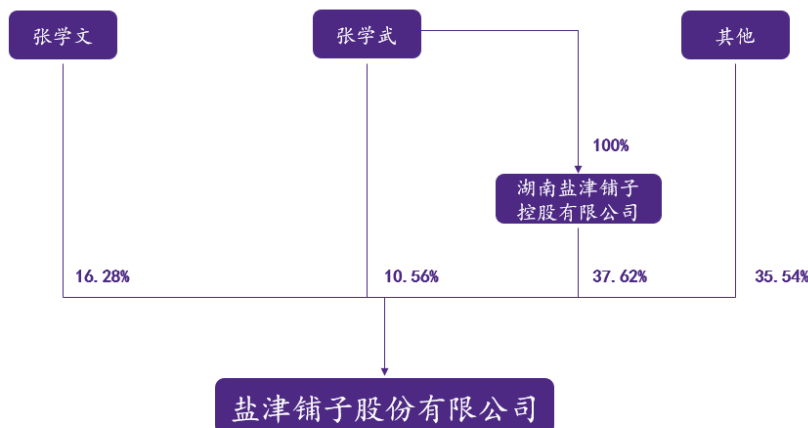 张学文
张学武
其他
100%
湖南盐津铺子
控股有限公司
16.28%
10.56%
37.62%
35.54%
盐津铺子股份有限公司